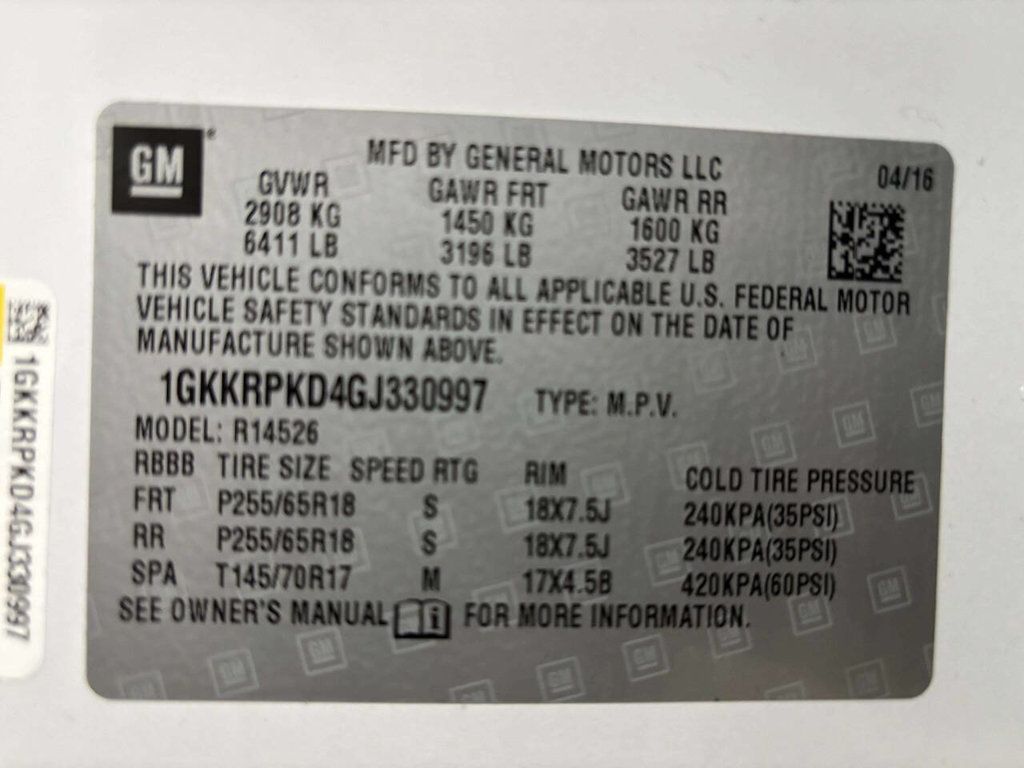 GM
MFD BY GENERAL MOTORS LLC
04/16
GVWR GAWR FRT GAWR RR
2908 KG 1450 KG 1600 KG
6411 LB 3196 LB 3527 LB
THIS VEHICLE CONFORMS TO ALL APPLICABLE U.S. FEDERAL MOTOR
VEHICLE SAFETY STANDARDS IN EFFECT ON THE DATE OF
MANUFACTURE SHOWN ABOVE.
1GKKRPKD4GJ330997 TYPE: M.P.V.
MODEL: R14526
RBBB TIRE SIZE SPEED RTG RIM COLD TIRE PRESSURE
FRT P255/65R18 S 18X7.5J 240KPA(35PSI)
RR P255/65R18 S 18X7.5J 240KPA(35PSI)
SPA T145/70R17 M 17X4.5B 420KPA(60PSI)
SEE OWNER'S MANUAL i FOR MORE INFORMATION.
1GKKRPKD4GJ330997